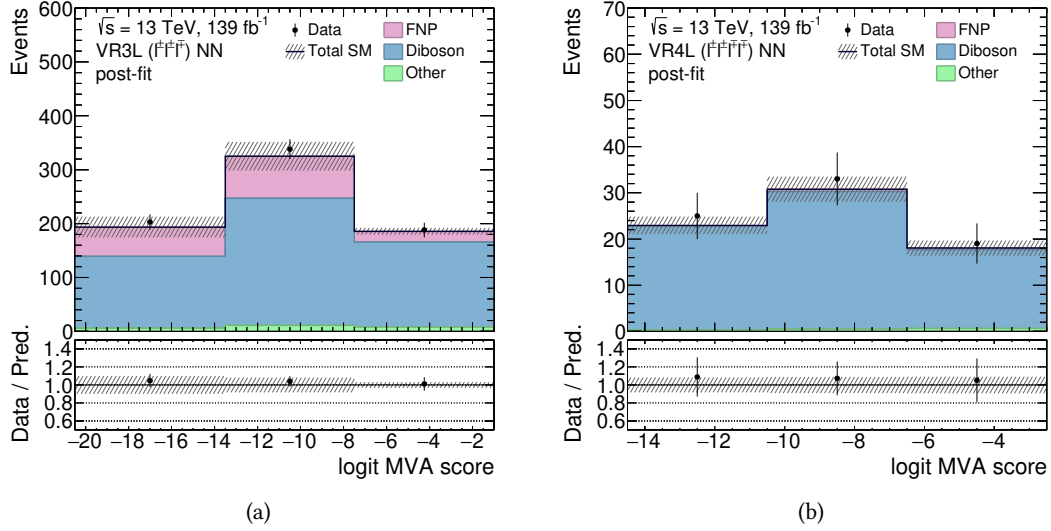 Events
600
500
400
300
200
100
0
√s = 13 TeV, 139 fb⁻¹
VR3L (l±l±l∓) NN
post-fit
Data
Total SM
FNP
Diboson
Other
Data / Pred.
1.4
1.2
1.0
0.8
0.6
−20 −18 −16 −14 −12 −10 −8 −6 −4 −2
logit MVA score
(a)
Events
70
60
50
40
30
20
10
0
√s = 13 TeV, 139 fb⁻¹
VR4L (l±l±l∓l∓) NN
post-fit
Data
Total SM
FNP
Diboson
Other
Data / Pred.
1.4
1.2
1.0
0.8
0.6
−14 −12 −10 −8 −6 −4
logit MVA score
(b)